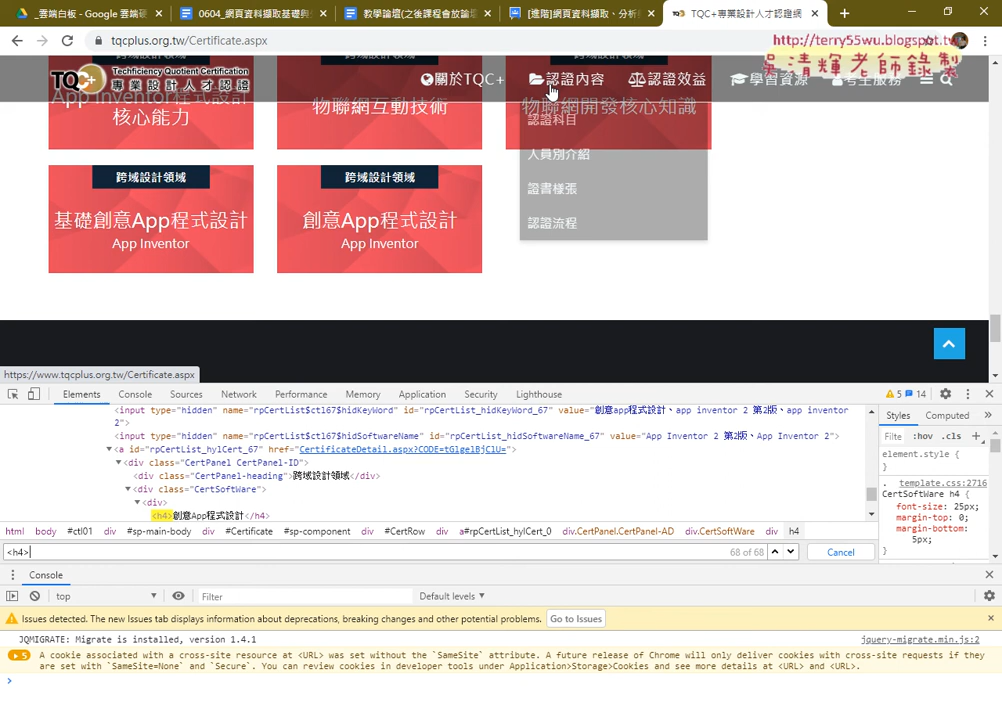 _雲端白板 - Google 雲端硬
0604_網頁資料擷取基礎與
教學論壇(之後課程會放論壇
[進階]網頁資料擷取、分析
TQC+專業設計人才認證網
tqcplus.org.tw/Certificate.aspx
http://terry55wu.blogspot.tw
吳清輝老師錄製
TQC+
Techficiency Quotient Certification
專業設計人才認證
關於TQC+
認證內容
認證效益
學習資源
考生服務
App Inventor程式設計
核心能力
物聯網互動技術
物聯網開發核心知識
認證科目
人員別介紹
證書樣張
認證流程
跨域設計領域
基礎創意App程式設計
App Inventor
跨域設計領域
創意App程式設計
App Inventor
https://www.tqcplus.org.tw/Certificate.aspx
Elements
Console
Sources
Network
Performance
Memory
Application
Security
Lighthouse
5
14
<input type="hidden" name="rpCertList$ctl67$hidKeyWord" id="rpCertList_hidKeyWord_67" value="創意app程式設計、app inventor 2 第2版、app inventor
2">
<input type="hidden" name="rpCertList$ctl67$hidSoftwareName" id="rpCertList_hidSoftwareName_67" value="App Inventor 2 第2版、App Inventor 2">
<a id="rpCertList_hylCert_67" href="CertificateDetail.aspx?CODE=tGlgelBjClU=">
<div class="CertPanel CertPanel-ID">
<div class="CertPanel-heading">跨域設計領域</div>
<div class="CertSoftWare">
<div>
<h4>創意App程式設計</h4>
html
body
#ctl01
div
#sp-main-body
div
#Certificate
#sp-component
div
#CertRow
div
a#rpCertList_hylCert_0
div.CertPanel.CertPanel-AD
div.CertSoftWare
div
h4
<h4>
68 of 68
Cancel
Styles
Computed
Filte
:hov
.cls
element.style {
}
template.css:2716
CertSoftWare h4 {
font-size: 25px;
margin-top: 0;
margin-bottom:
5px;
}
Console
top
Filter
Default levels
Issues detected. The new Issues tab displays information about deprecations, breaking changes and other potential problems.
Go to Issues
JQMIGRATE: Migrate is installed, version 1.4.1
jquery-migrate.min.js:2
5
A cookie associated with a cross-site resource at <URL> was set without the `SameSite` attribute. A future release of Chrome will only deliver cookies with cross-site requests if they
are set with `SameSite=None` and `Secure`. You can review cookies in developer tools under Application>Storage>Cookies and see more details at <URL> and <URL>.